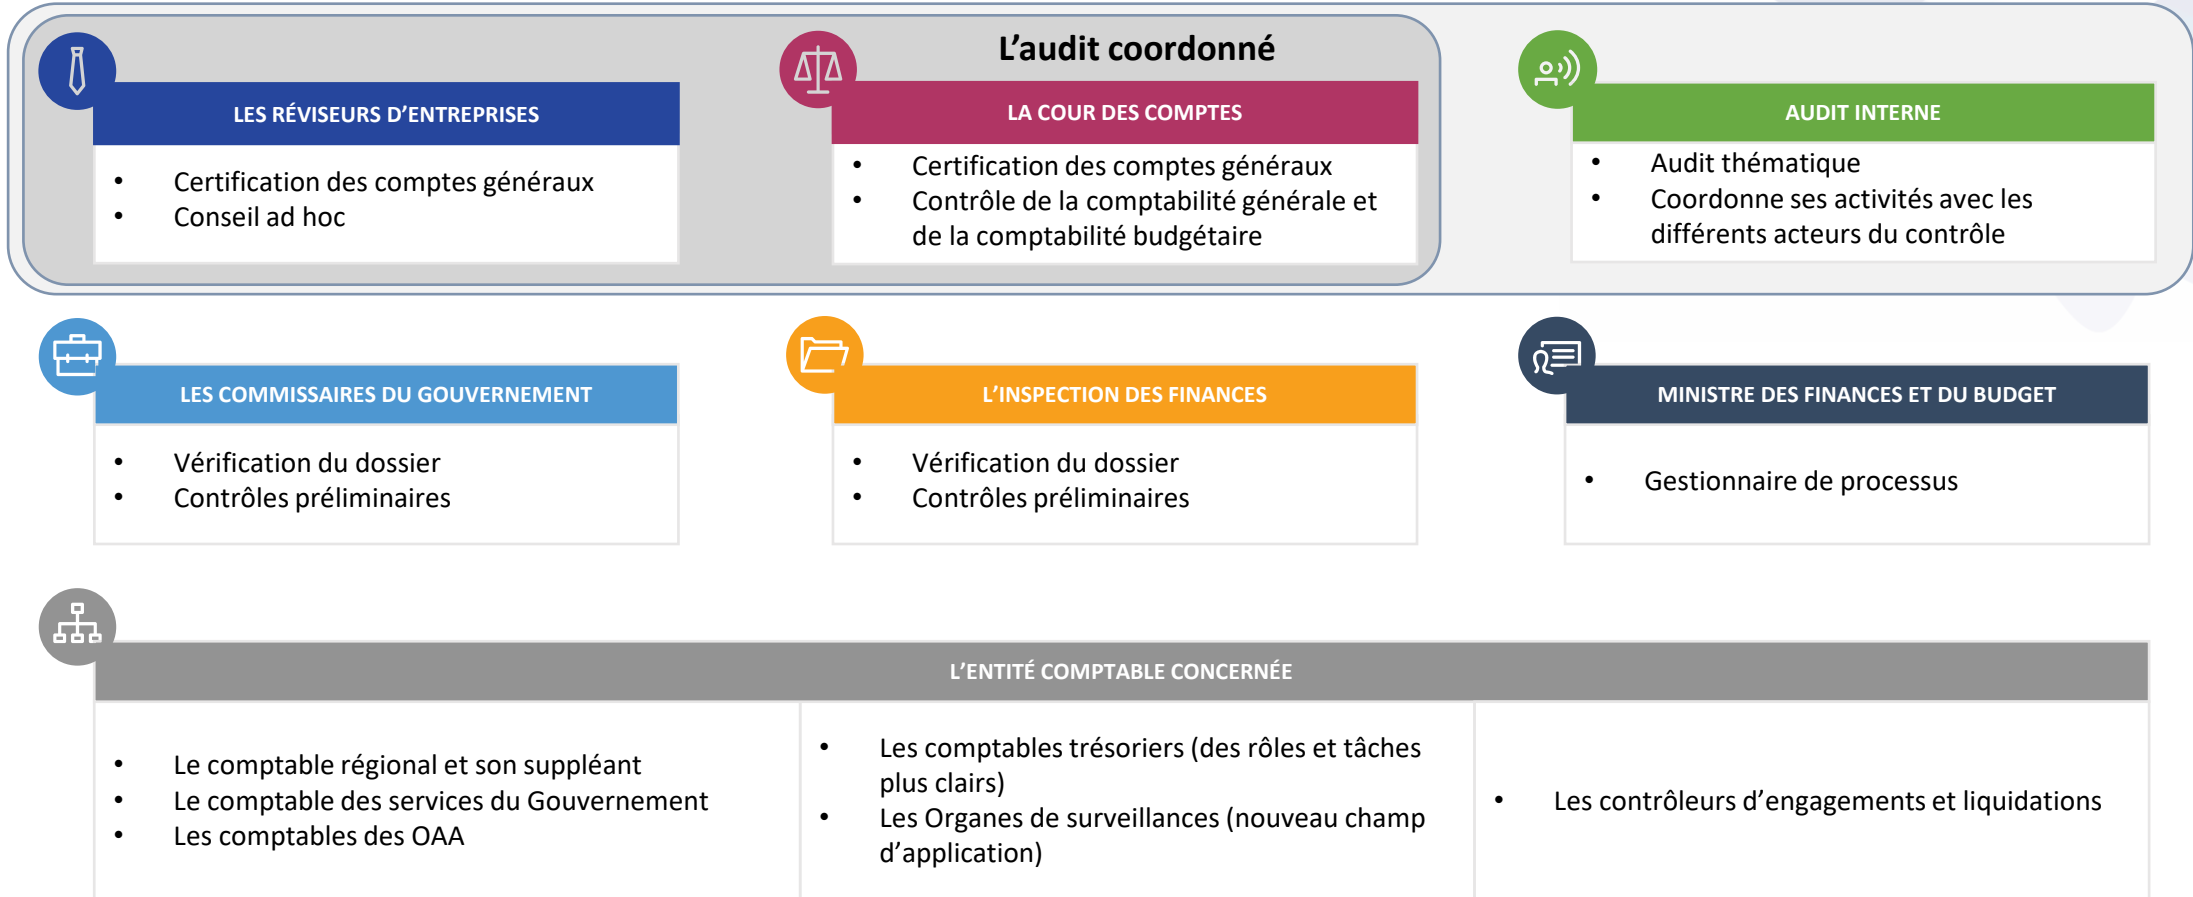 L’audit coordonné
LES RÉVISEURS D’ENTREPRISES
• Certification des comptes généraux
• Conseil ad hoc
LA COUR DES COMPTES
• Certification des comptes généraux
• Contrôle de la comptabilité générale et
de la comptabilité budgétaire
AUDIT INTERNE
• Audit thématique
• Coordonne ses activités avec les
différents acteurs du contrôle
LES COMMISSAIRES DU GOUVERNEMENT
• Vérification du dossier
• Contrôles préliminaires
L’INSPECTION DES FINANCES
• Vérification du dossier
• Contrôles préliminaires
MINISTRE DES FINANCES ET DU BUDGET
• Gestionnaire de processus
L’ENTITÉ COMPTABLE CONCERNÉE
• Le comptable régional et son suppléant
• Le comptable des services du Gouvernement
• Les comptables des OAA
• Les comptables trésoriers (des rôles et tâches
plus clairs)
• Les Organes de surveillances (nouveau champ
d’application)
• Les contrôleurs d’engagements et liquidations